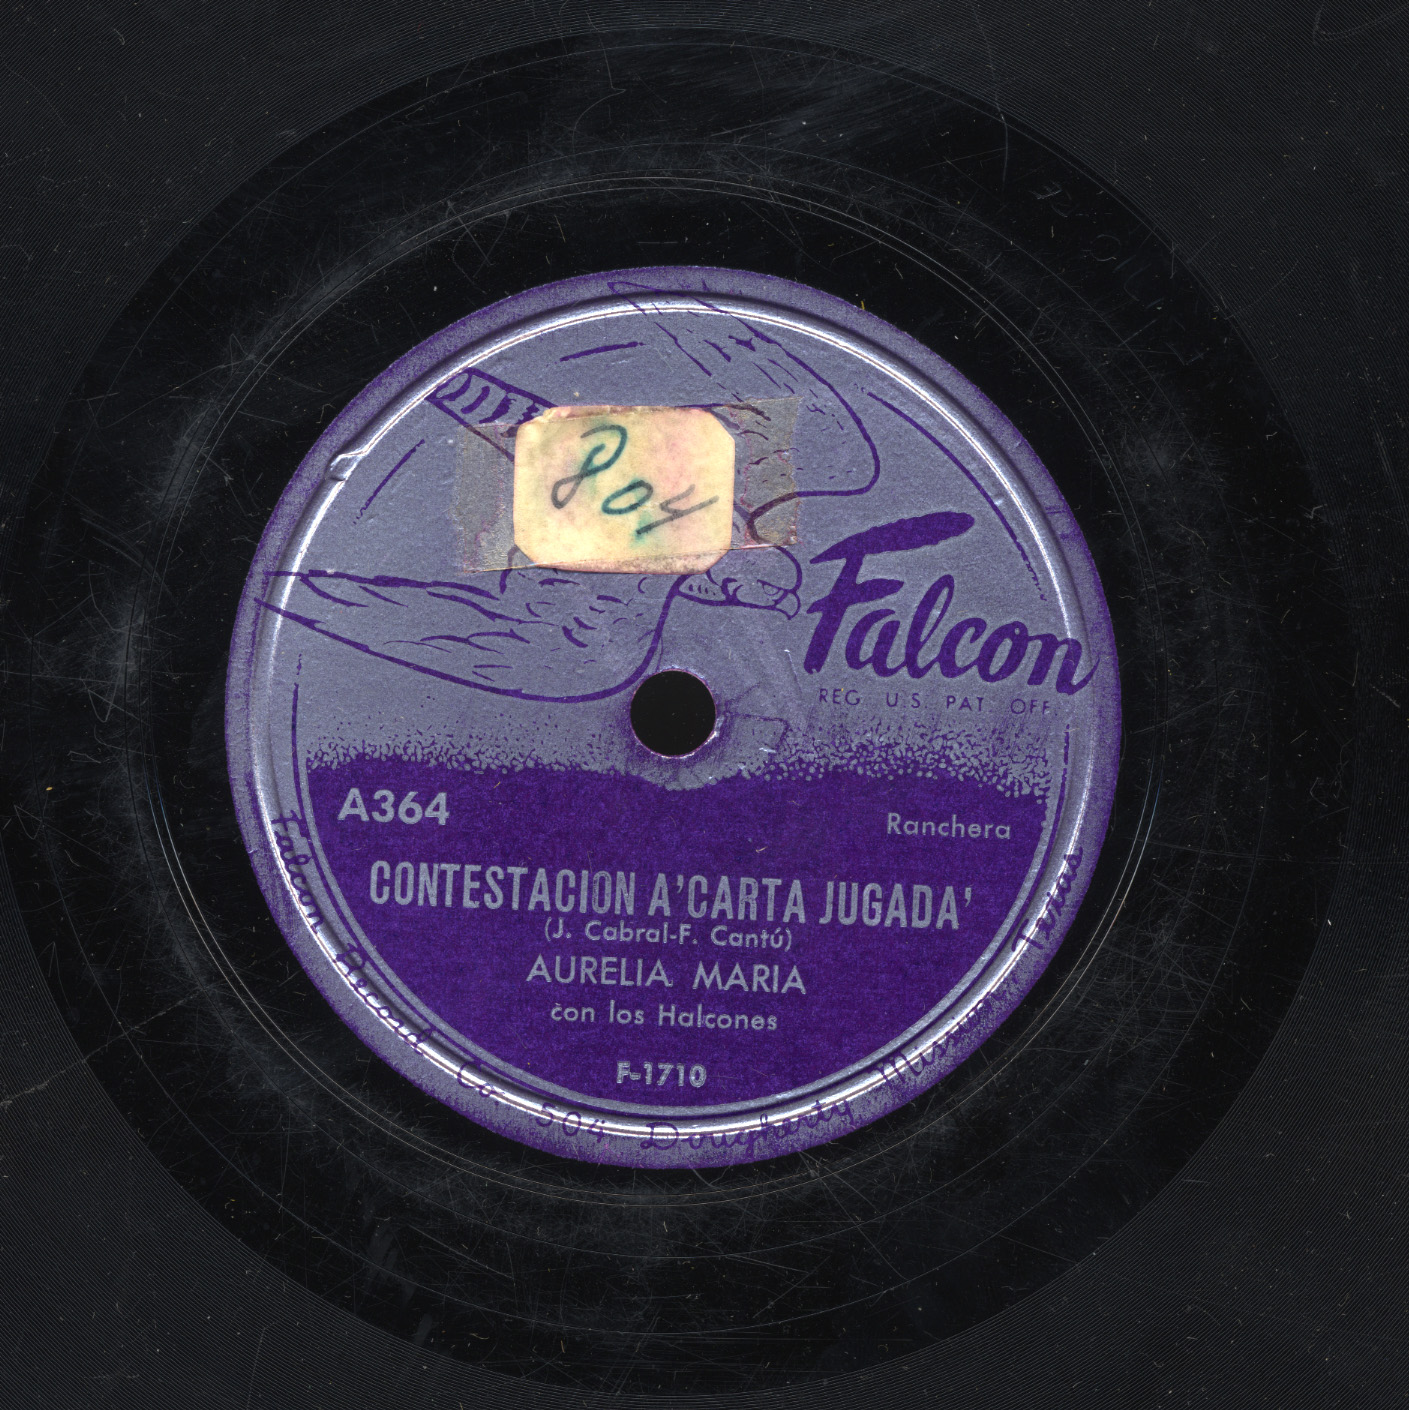 804
Falcon
REG. U.S. PAT. OFF.
A364
Ranchera
CONTESTACION A'CARTA JUGADA'
(J. Cabral-F. Cantú)
AURELIA MARIA
con los Halcones
F-1710
Falcon Record Co. 504 Dougherty Mission Texas